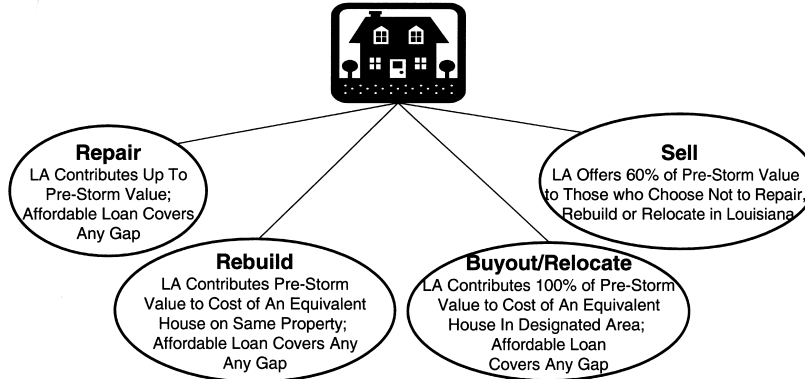 Repair
LA Contributes Up To
Pre-Storm Value;
Affordable Loan Covers
Any Gap
Rebuild
LA Contributes Pre-Storm
Value to Cost of An Equivalent
House on Same Property;
Affordable Loan Covers Any
Any Gap
Buyout/Relocate
LA Contributes 100% of Pre-Storm
Value to Cost of An Equivalent
House In Designated Area;
Affordable Loan
Covers Any Gap
Sell
LA Offers 60% of Pre-Storm Value
to Those who Choose Not to Repair,
Rebuild or Relocate in Louisiana